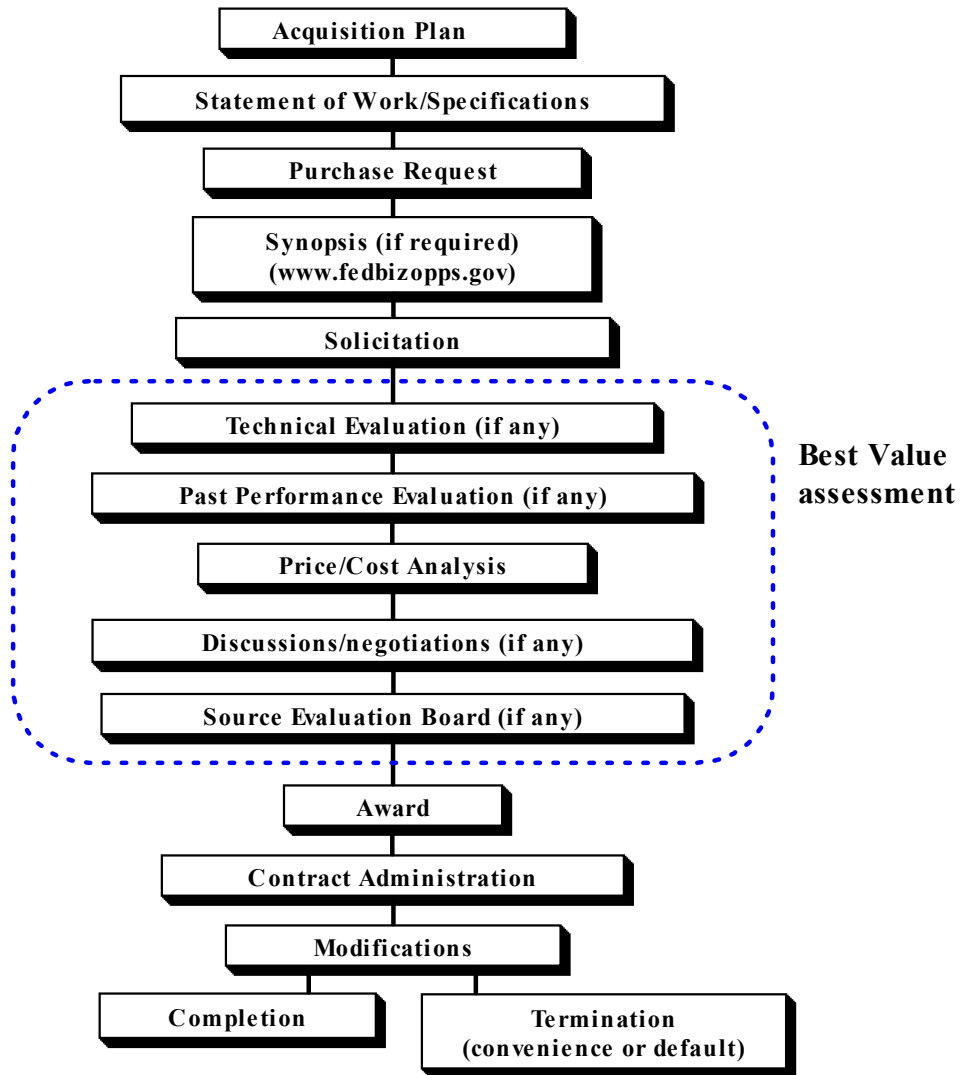 Acquisition Plan
Statement of Work/Specifications
Purchase Request
Synopsis (if required)
(www.fedbizopps.gov)
Solicitation
Technical Evaluation (if any)
Past Performance Evaluation (if any)
Best Value
assessment
Price/Cost Analysis
Discussions/negotiations (if any)
Source Evaluation Board (if any)
Award
Contract Administration
Modifications
Completion
Termination
(convenience or default)